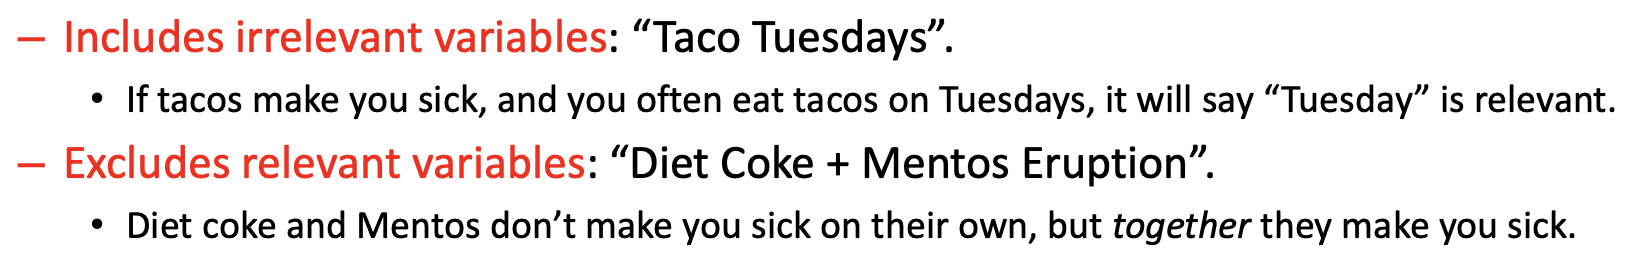 – Includes irrelevant variables: “Taco Tuesdays”.
• If tacos make you sick, and you often eat tacos on Tuesdays, it will say “Tuesday” is relevant.
– Excludes relevant variables: “Diet Coke + Mentos Eruption”.
• Diet coke and Mentos don’t make you sick on their own, but together they make you sick.